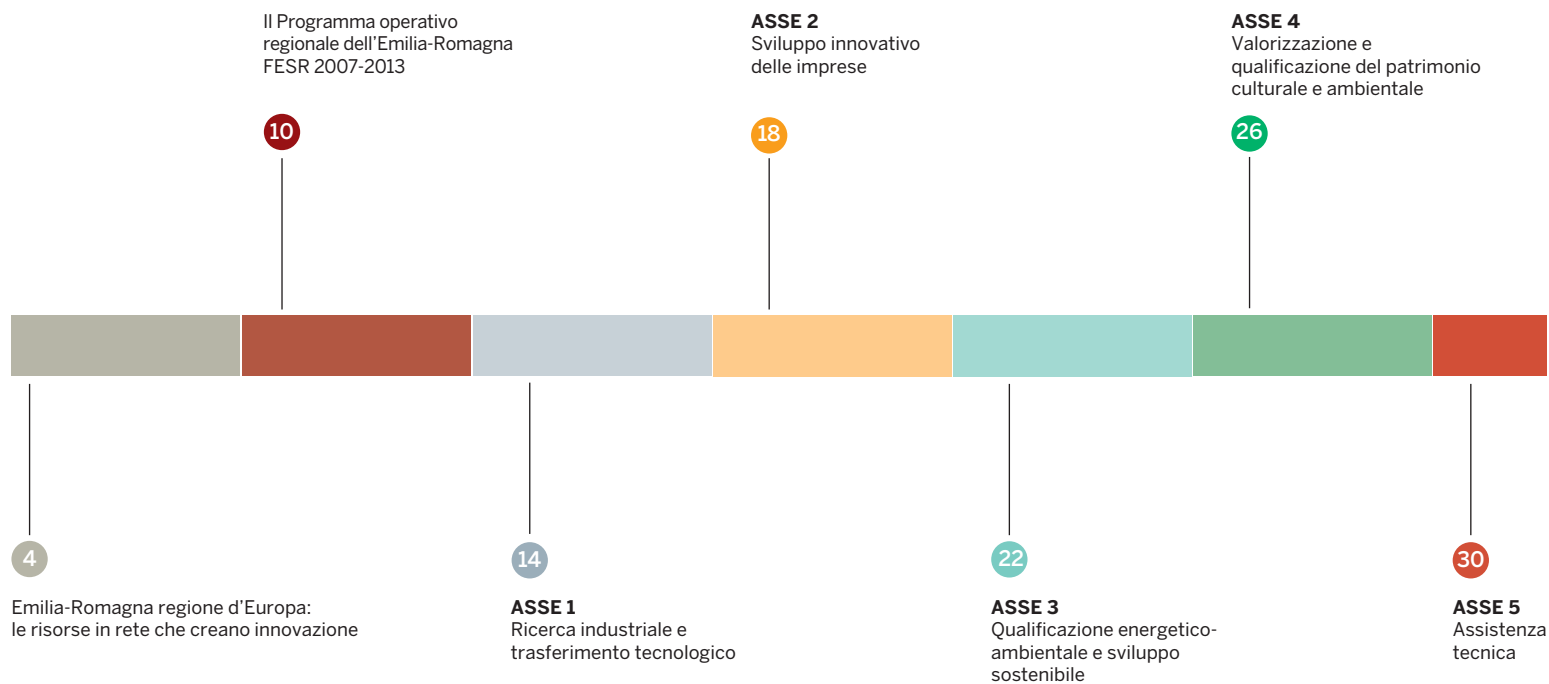 Il Programma operativo
regionale dell'Emilia-Romagna
FESR 2007-2013
10
ASSE 2
Sviluppo innovativo
delle imprese
18
ASSE 4
Valorizzazione e
qualificazione del patrimonio
culturale e ambientale
26
4
Emilia-Romagna regione d'Europa:
le risorse in rete che creano innovazione
14
ASSE 1
Ricerca industriale e
trasferimento tecnologico
22
ASSE 3
Qualificazione energetico-
ambientale e sviluppo
sostenibile
30
ASSE 5
Assistenza
tecnica